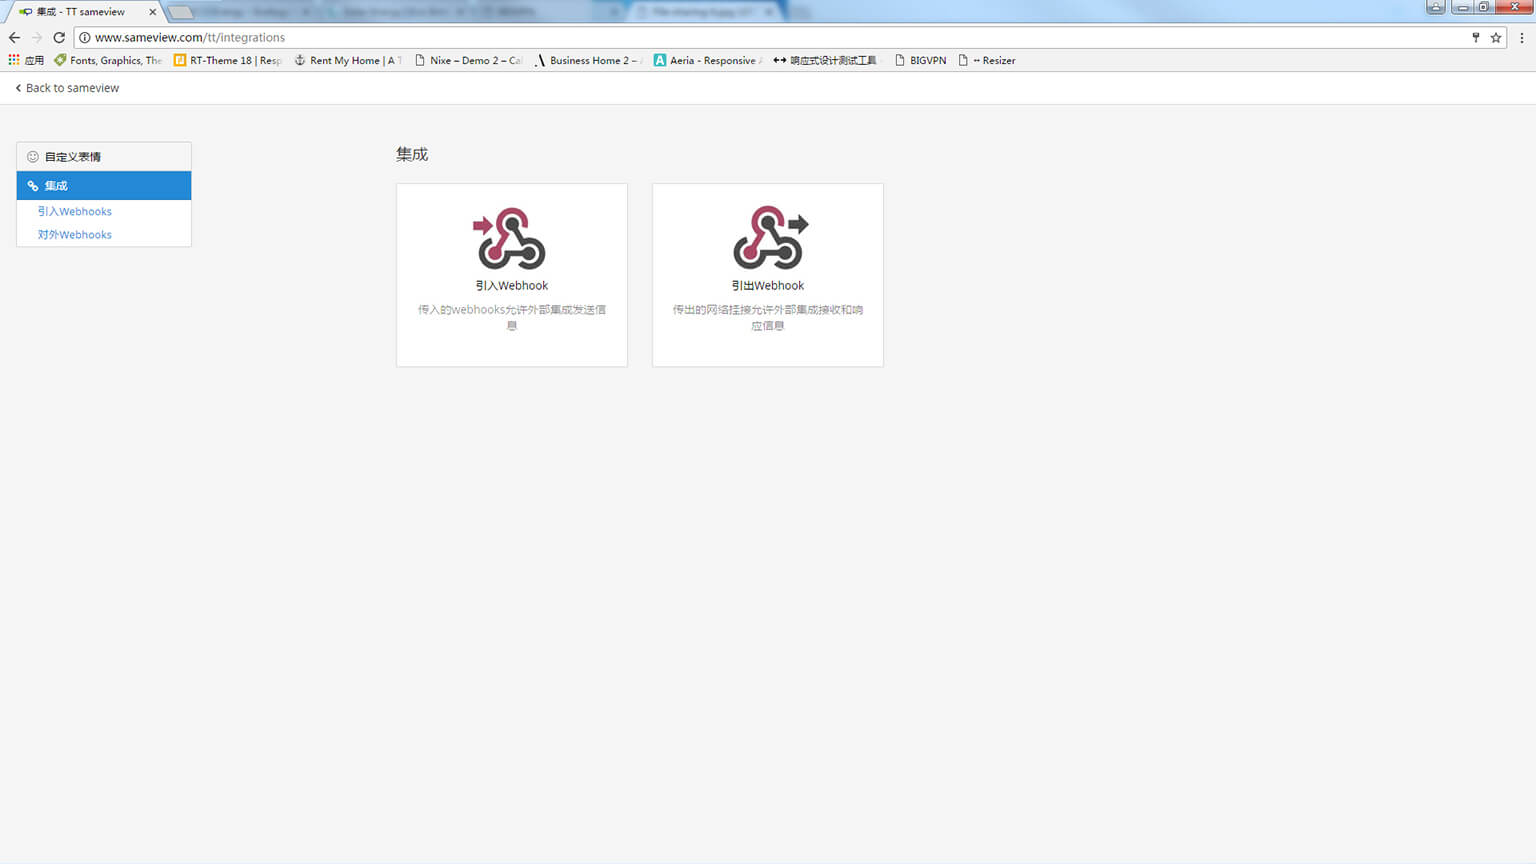 集成 - TT sameview
www.sameview.com/tt/integrations
应用 Fonts, Graphics, The RT-Theme 18 | Resp Rent My Home | A T Nixe – Demo 2 – Cal Business Home 2 – Aeria - Responsive 响应式设计测试工具 BIGVPN ↔ Resizer
Back to sameview
自定义表情
集成
引入Webhooks
对外Webhooks
集成
引入Webhook
传入的webhooks允许外部集成发送信
息
引出Webhook
传出的网络挂接允许外部集成接收和响
应信息